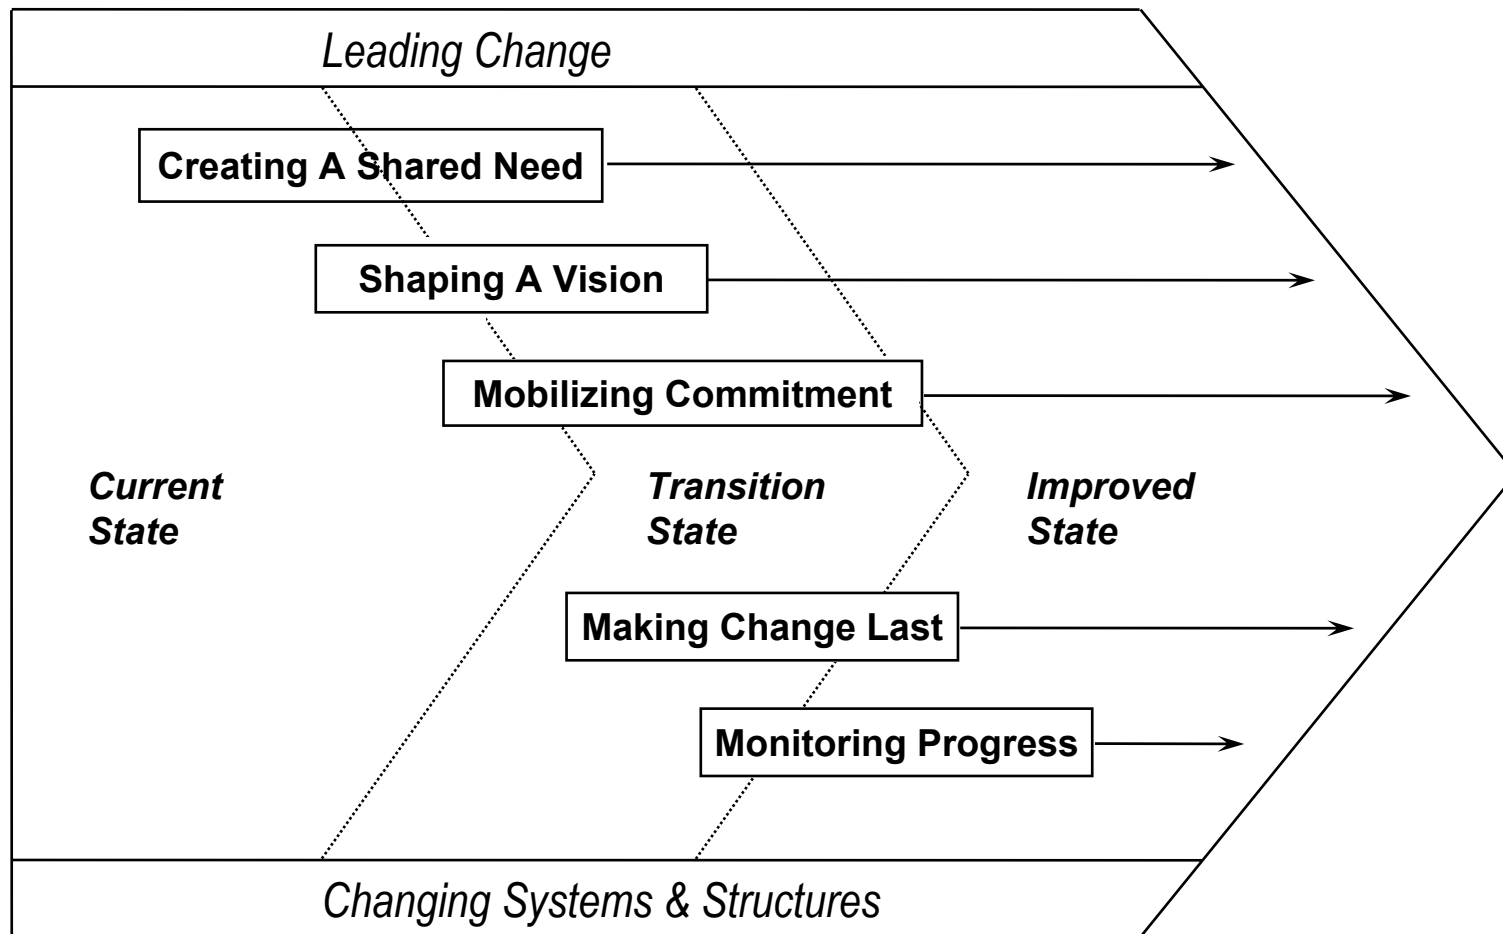 Leading Change
Creating A Shared Need
Shaping A Vision
Mobilizing Commitment
Current
State
Transition
State
Improved
State
Making Change Last
Monitoring Progress
Changing Systems & Structures